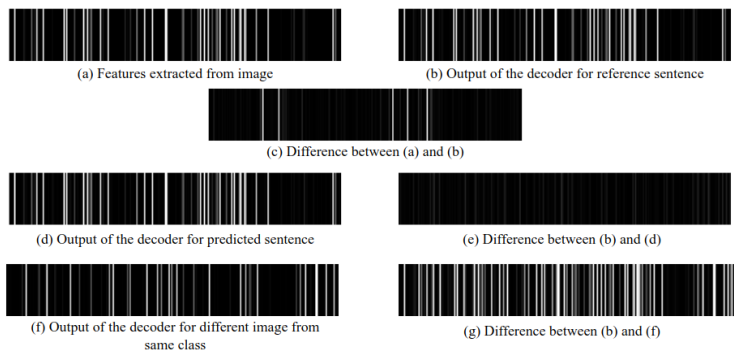 (a) Features extracted from image
(b) Output of the decoder for reference sentence
(c) Difference between (a) and (b)
(d) Output of the decoder for predicted sentence
(e) Difference between (b) and (d)
(f) Output of the decoder for different image from
same class
(g) Difference between (b) and (f)